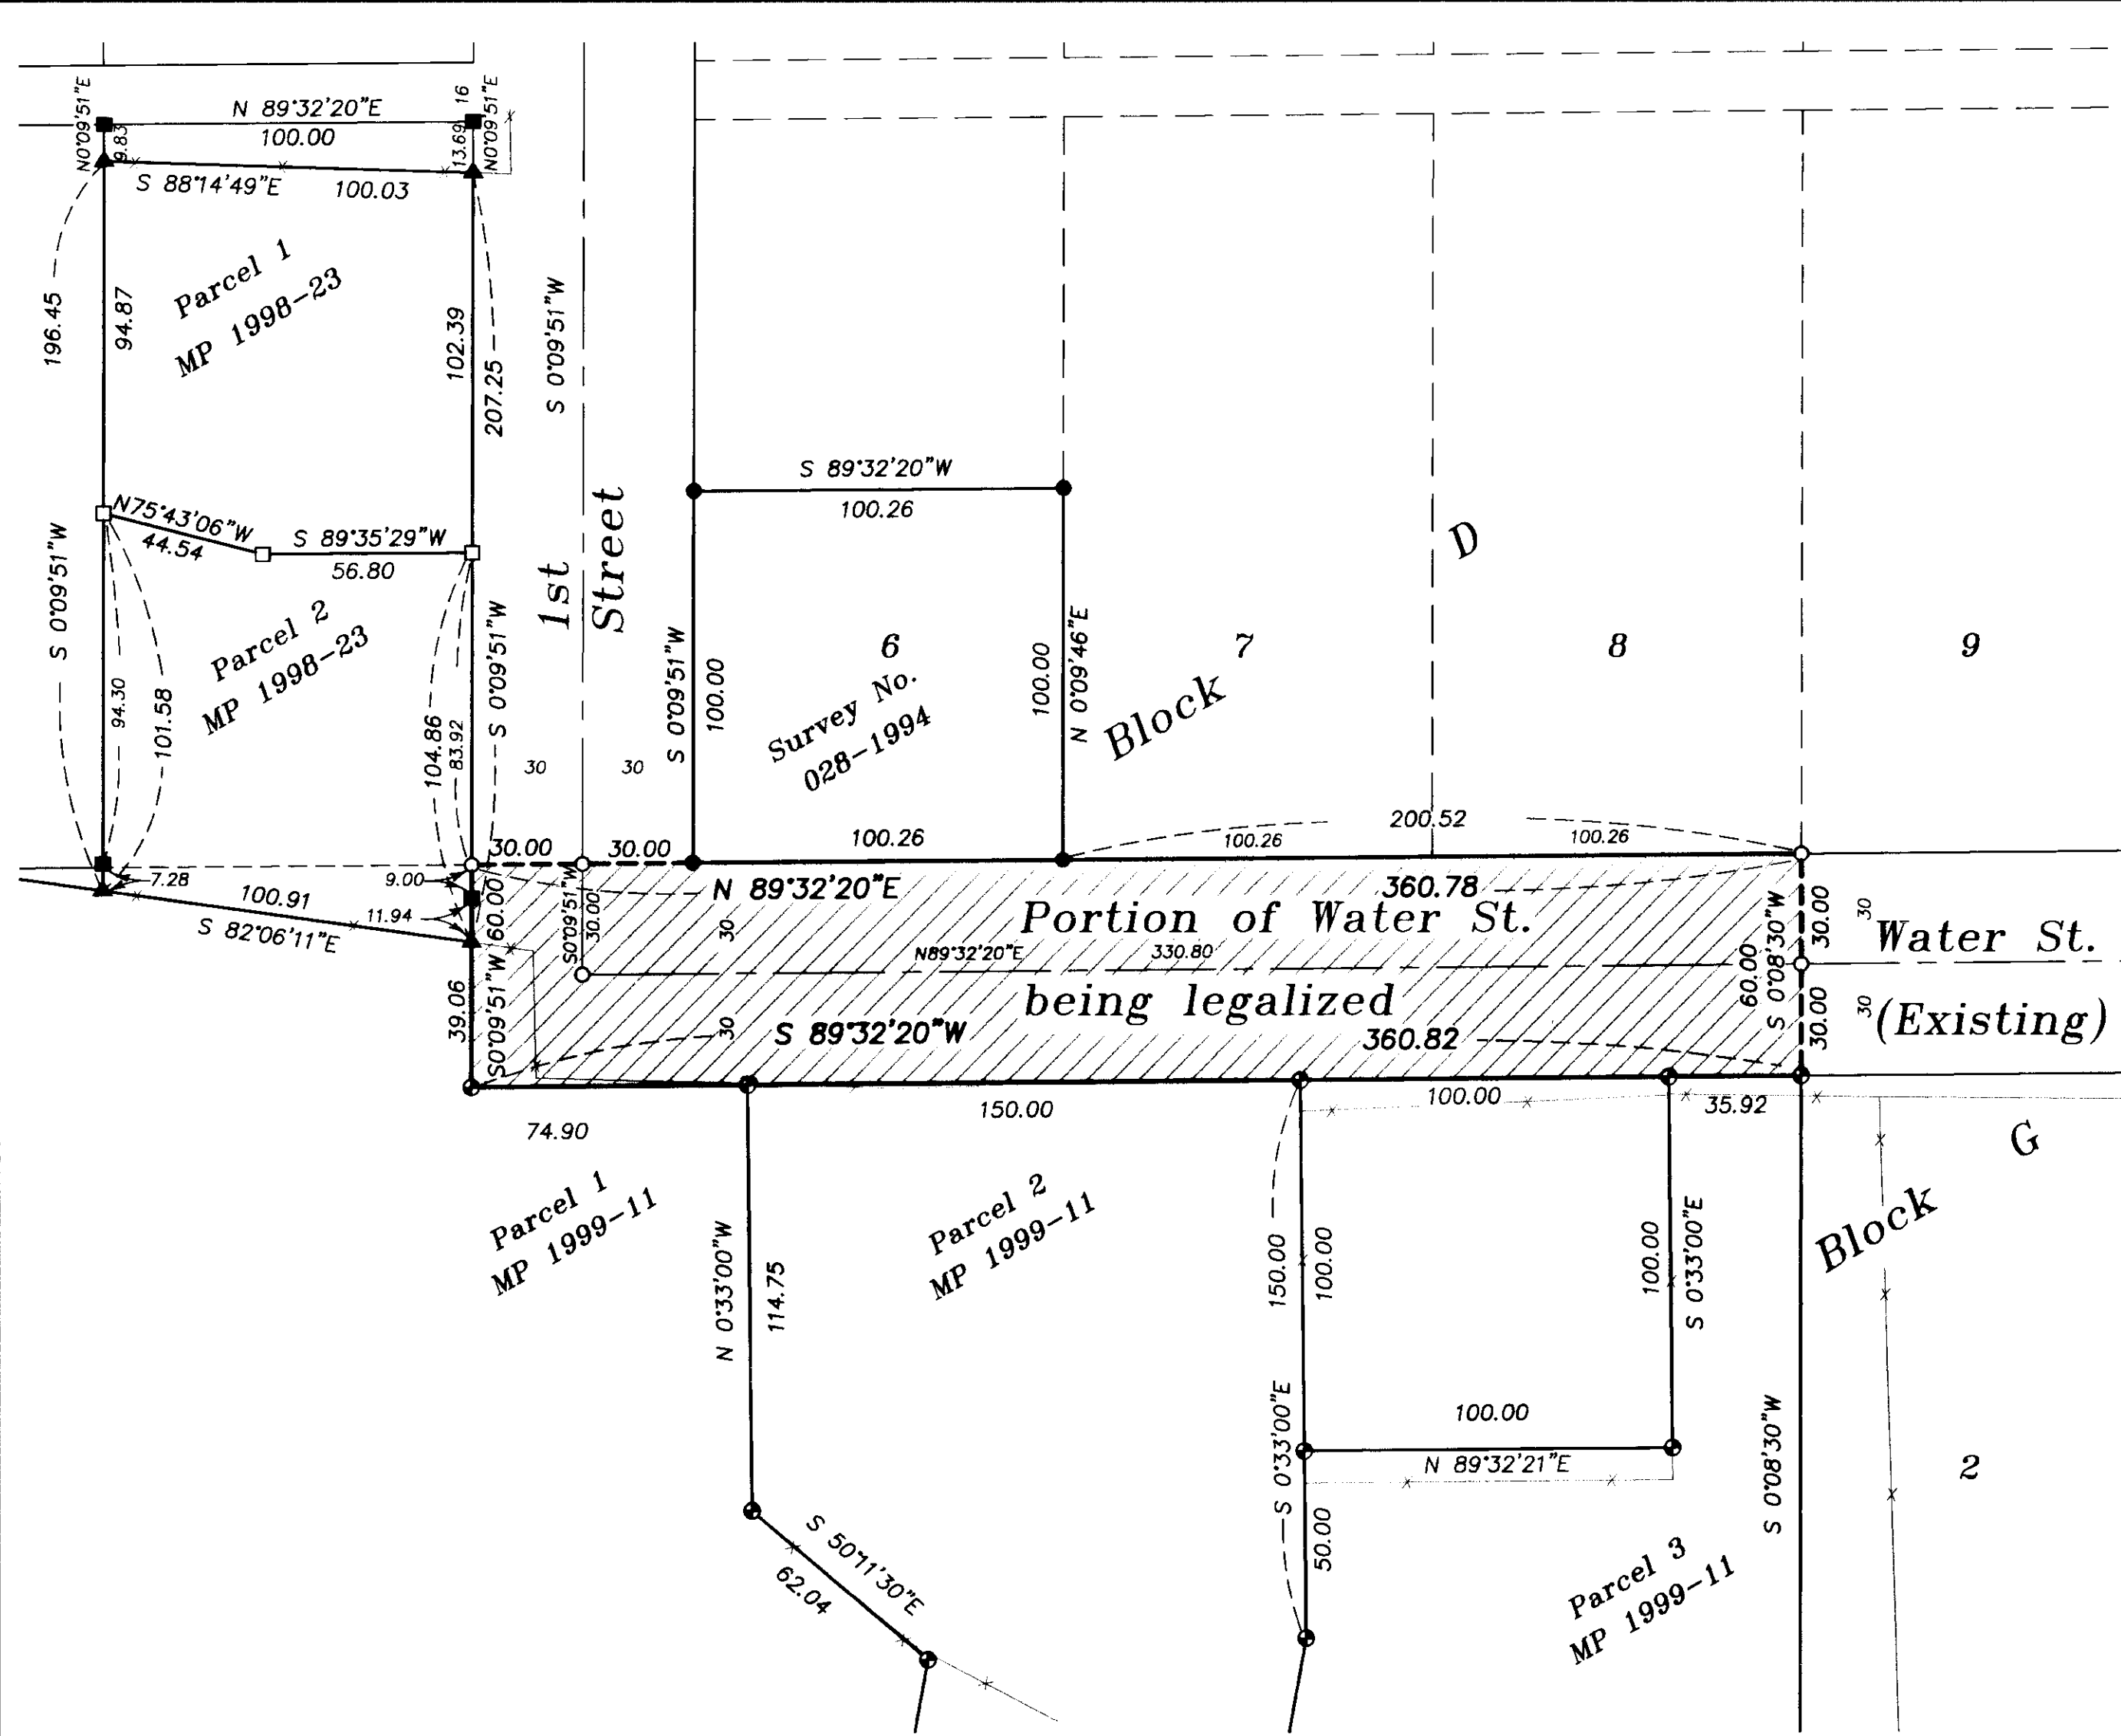 N0°09'51"E
9.83
N 89°32'20"E
100.00
16
13.69
N0°09'51"E
S 88°14'49"E
100.03
Parcel 1
MP 1998-23
196.45
94.87
102.39
207.25
S 0°09'51"W
N75°43'06"W
44.54
S 89°35'29"W
56.80
S 0°09'51"W
Parcel 2
MP 1998-23
94.30
101.58
104.86
83.92
S 0°09'51"W
1st
Street
30
30
S 89°32'20"W
100.26
S 0°09'51"W
100.00
6
Survey No.
028-1994
100.00
N 0°09'46"E
7
Block
D
8
9
30.00
30.00
100.26
200.52
100.26
100.26
7.28
100.91
S 82°06'11"E
9.00
11.94
39.06
S0°09'51"W
60.00
S0°09'51"W
30.00
N 89°32'20"E
360.78
30
Portion of Water St.
N89°32'20"E
330.80
being legalized
30
S 89°32'20"W
360.82
60.00
S 0°08'30"W
30.00
30.00
30
Water St.
30
(Existing)
74.90
150.00
100.00
35.92
Parcel 1
MP 1999-11
N 0°33'00"W
114.75
Parcel 2
MP 1999-11
150.00
100.00
100.00
S 0°33'00"E
S 0°33'00"E
50.00
100.00
N 89°32'21"E
S 50°11'30"E
62.04
Parcel 3
MP 1999-11
S 0°08'30"W
Block
G
2